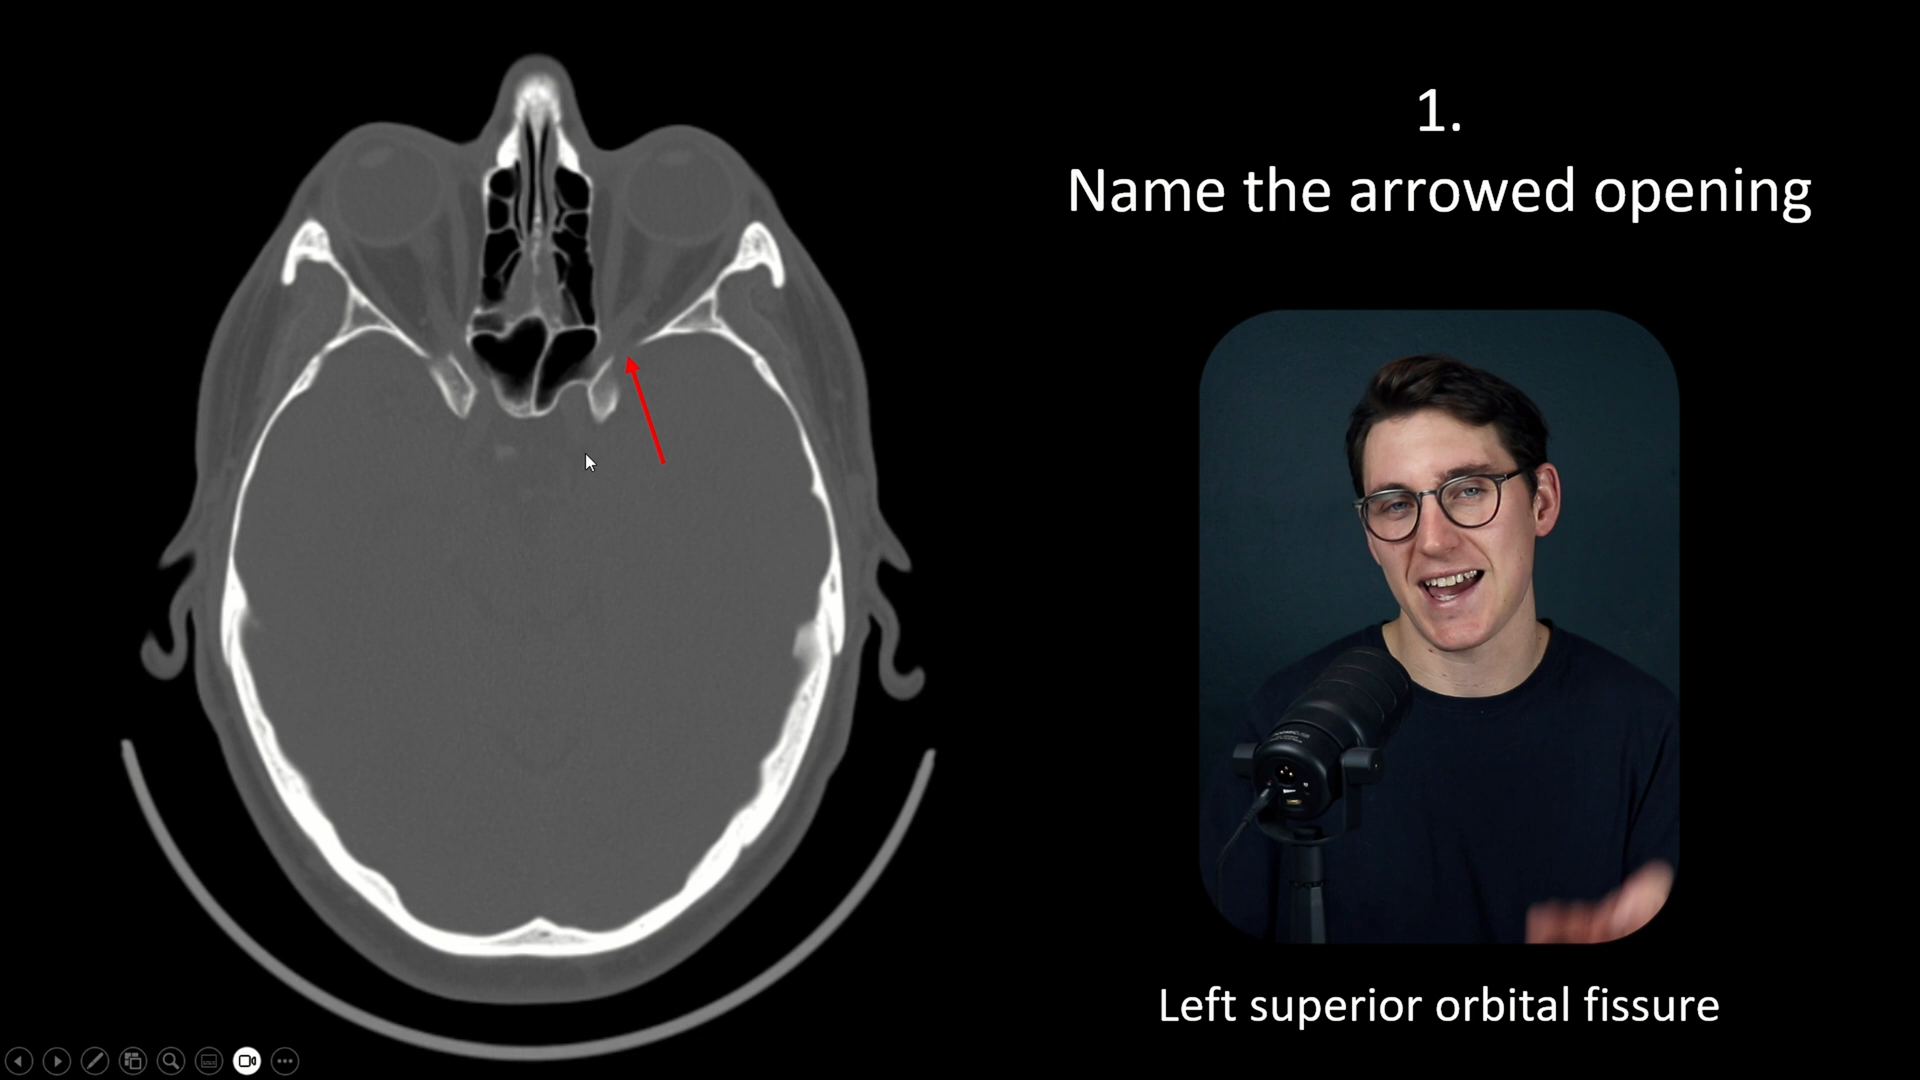 1.
Name the arrowed opening
Left superior orbital fissure